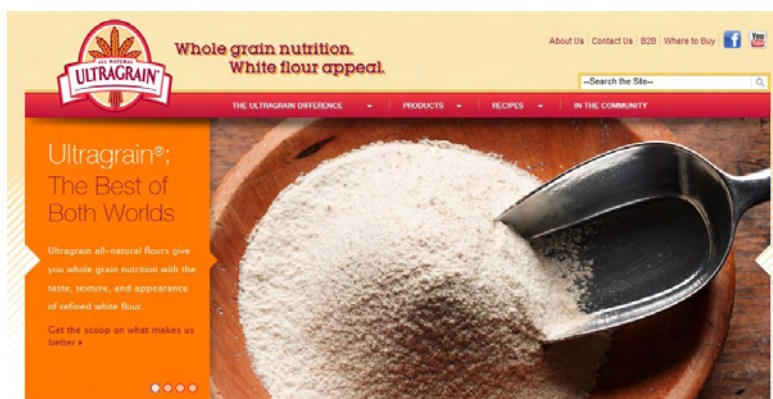 About Us | Contact Us | B2B | Where to Buy
f
You
ALL NATURAL
ULTRAGRAIN
Whole grain nutrition.
White flour appeal.
--Search the Site--
THE ULTRAGRAIN DIFFERENCE
PRODUCTS
RECIPES
IN THE COMMUNITY
Ultragrain®:
The Best of
Both Worlds
Ultragrain all-natural flours give
you whole grain nutrition with the
taste, texture, and appearance
of refined white flour.
Get the scoop on what makes us
better